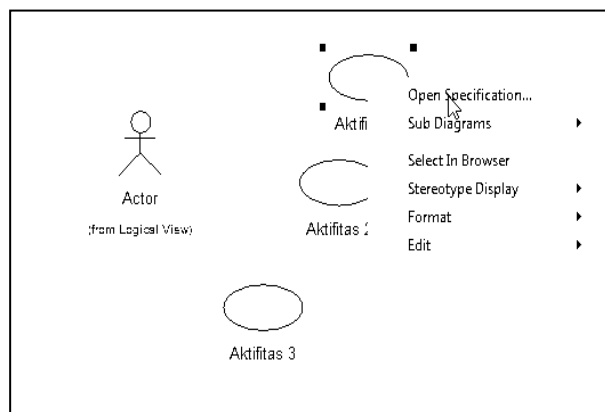 Open Specification...
Aktifi
Sub Diagrams
Select In Browser
Actor
Stereotype Display
(from Logical View)
Aktifitas 2
Format
Edit
Aktifitas 3